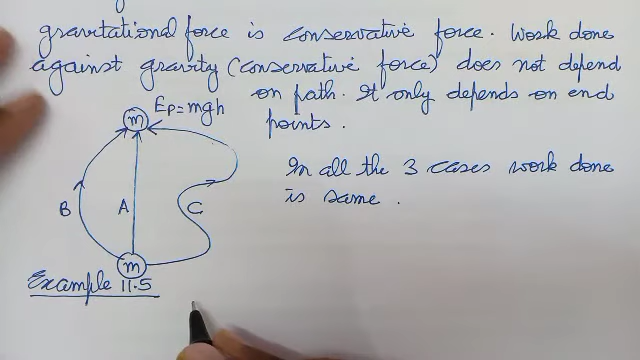 gravitational force is conservative force. Work done
against gravity (conservative force) does not depend
on path. It only depends on end
points.
m
Ep=mgh
In all the 3 cases work done
is same.
B
A
C
m
Example 11.5